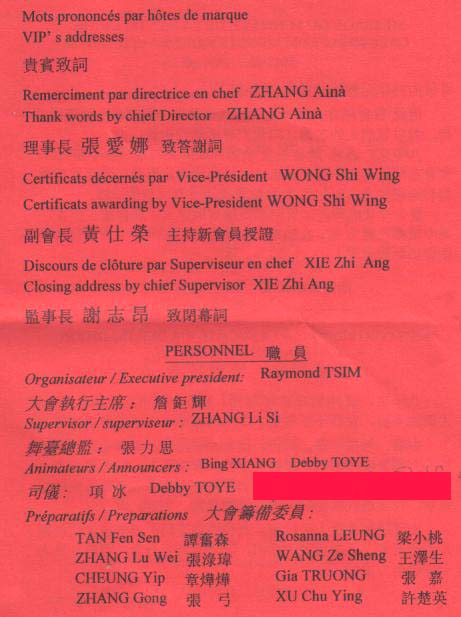 Mots prononcés par hôtes de marque
VIP' s addresses
貴賓致詞
Remerciment par directrice en chef ZHANG Ainà
Thank words by chief Director ZHANG Ainà
理事長 張愛娜 致答謝詞
Certificats décernés par Vice-Président WONG Shi Wing
Certificats awarding by Vice-President WONG Shi Wing
副會長 黃仕榮 主持新會員授證
Discours de clôture par Superviseur en chef XIE Zhi Ang
Closing address by chief Supervisor XIE Zhi Ang
監事長 謝志昂 致閉幕詞
PERSONNEL 職員
Organisateur / Executive president: Raymond TSIM
大會執行主席： 詹鉅輝
Supervisor / superviseur : ZHANG Li Si
舞臺總監： 張力思
Animateurs / Announcers : Bing XIANG Debby TOYE
司儀: 項冰 Debby TOYE
Préparatifs / Preparations 大會籌備委員 :
TAN Fen Sen 譚奮森 Rosanna LEUNG 梁小桃
ZHANG Lu Wei 張淥瑋 WANG Ze Sheng 王澤生
CHEUNG Yip 章燁燁 Gia TRUONG 張嘉
ZHANG Gong 張弓 XU Chu Ying 許楚英